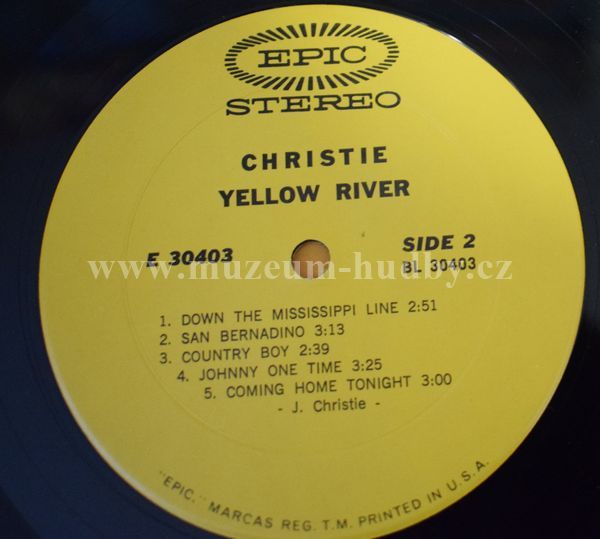 EPIC
STEREO
CHRISTIE
YELLOW RIVER
E 30403
SIDE 2
BL 30403
www.muzeum-hudby.cz
1. DOWN THE MISSISSIPPI LINE 2:51
2. SAN BERNADINO 3:13
3. COUNTRY BOY 2:39
4. JOHNNY ONE TIME 3:25
5. COMING HOME TONIGHT 3:00
- J. Christie -
"EPIC," MARCAS REG. T.M. PRINTED IN U.S.A.